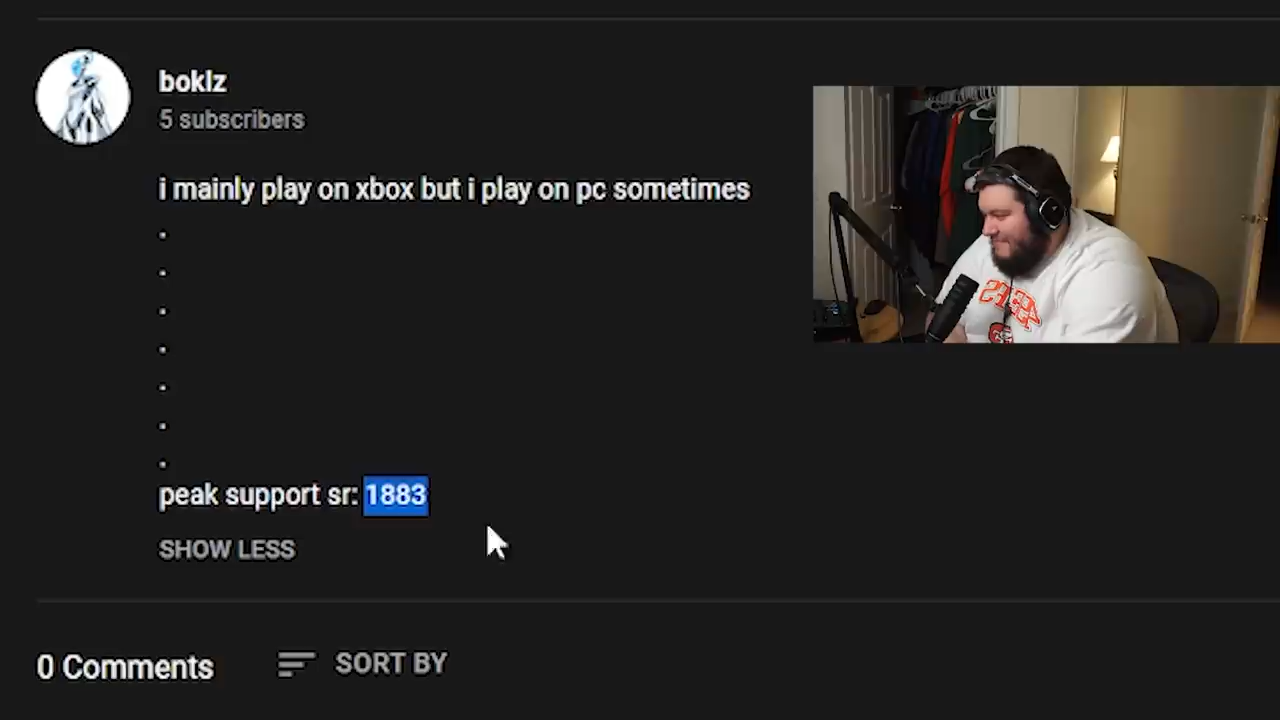 boklz
5 subscribers
i mainly play on xbox but i play on pc sometimes
.
.
.
.
.
.
.
peak support sr: 1883
SHOW LESS
0 Comments
SORT BY